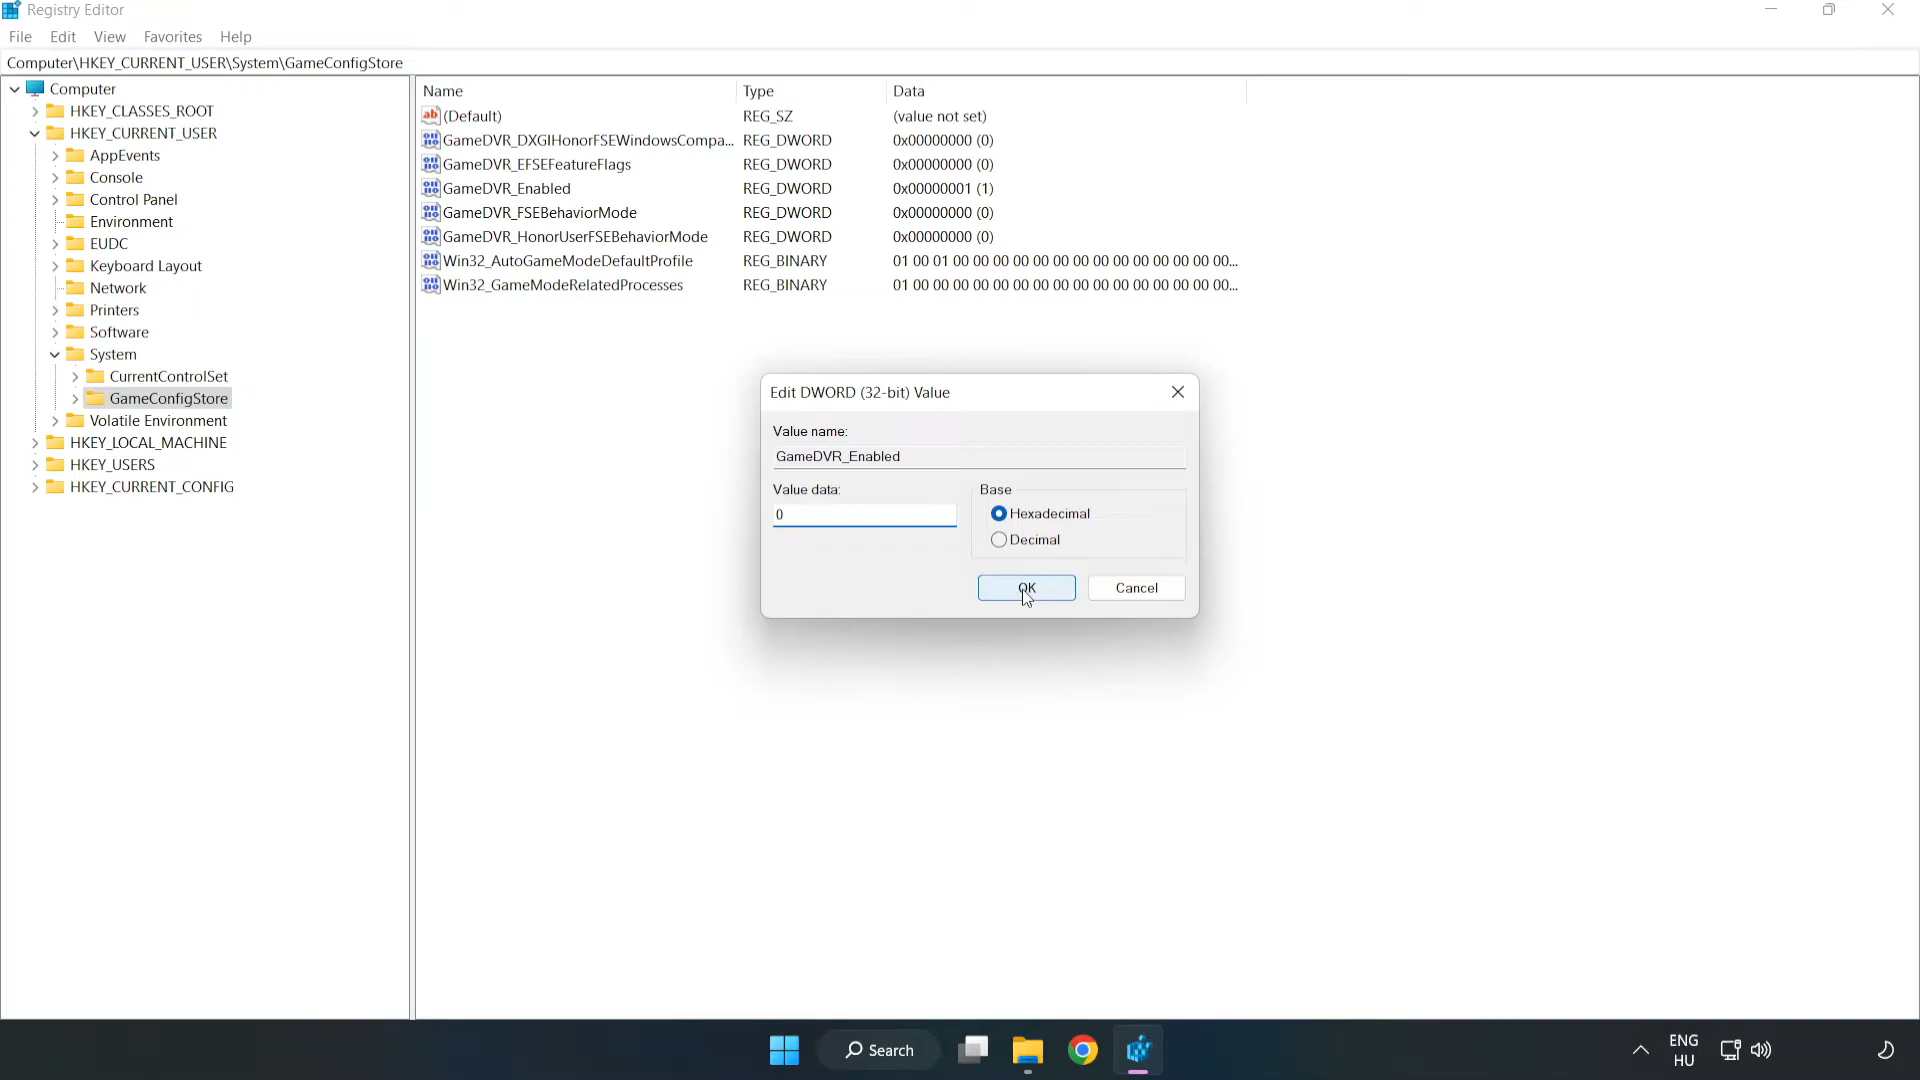 Registry Editor
File Edit View Favorites Help
Computer\HKEY_CURRENT_USER\System\GameConfigStore
Computer
HKEY_CLASSES_ROOT
HKEY_CURRENT_USER
AppEvents
Console
Control Panel
Environment
EUDC
Keyboard Layout
Network
Printers
Software
System
CurrentControlSet
GameConfigStore
Volatile Environment
HKEY_LOCAL_MACHINE
HKEY_USERS
HKEY_CURRENT_CONFIG
Name Type Data
(Default) REG_SZ (value not set)
GameDVR_DXGIHonorFSEWindowsCompa... REG_DWORD 0x00000000 (0)
GameDVR_EFSEFeatureFlags REG_DWORD 0x00000000 (0)
GameDVR_Enabled REG_DWORD 0x00000001 (1)
GameDVR_FSEBehaviorMode REG_DWORD 0x00000000 (0)
GameDVR_HonorUserFSEBehaviorMode REG_DWORD 0x00000000 (0)
Win32_AutoGameModeDefaultProfile REG_BINARY 01 00 01 00 00 00 00 00 00 00 00 00 00 00 00 00 00...
Win32_GameModeRelatedProcesses REG_BINARY 01 00 00 00 00 00 00 00 00 00 00 00 00 00 00 00 00...
Edit DWORD (32-bit) Value
Value name:
GameDVR_Enabled
Value data: Base
0 Hexadecimal
Decimal
OK Cancel
Search
ENG
HU